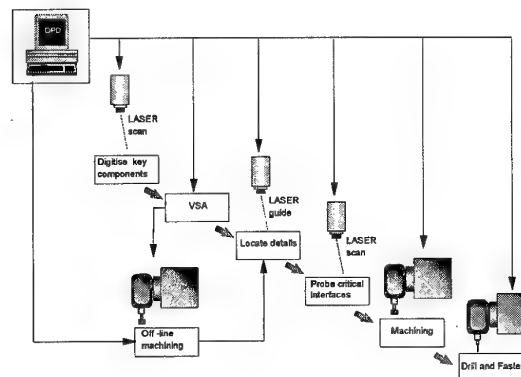 DPD
LASER
scan
Digitise key
components
VSA
LASER
guide
Locate details
LASER
scan
Probe critical
interfaces
Off-line
machining
Machining
Drill and Faste